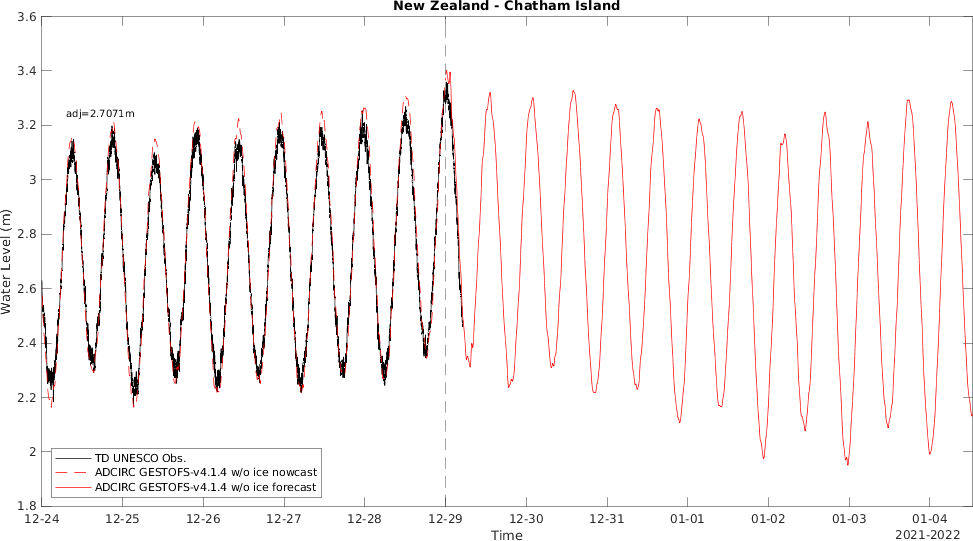 New Zealand - Chatham Island
3.6
3.4
3.2
3
2.8
2.6
2.4
2.2
2
1.8
Water Level (m)
adj=2.7071m
TD UNESCO Obs.
ADCIRC GESTOFS-v4.1.4 w/o ice nowcast
ADCIRC GESTOFS-v4.1.4 w/o ice forecast
12-24 12-25 12-26 12-27 12-28 12-29 12-30 12-31 01-01 01-02 01-03 01-04
Time
2021-2022